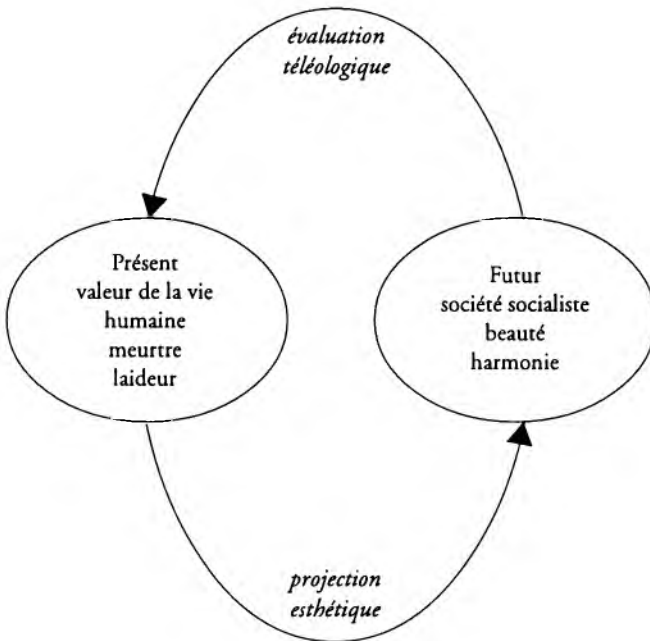 évaluation
téléologique
Présent
valeur de la vie
humaine
meurtre
laideur
Futur
société socialiste
beauté
harmonie
projection
esthétique